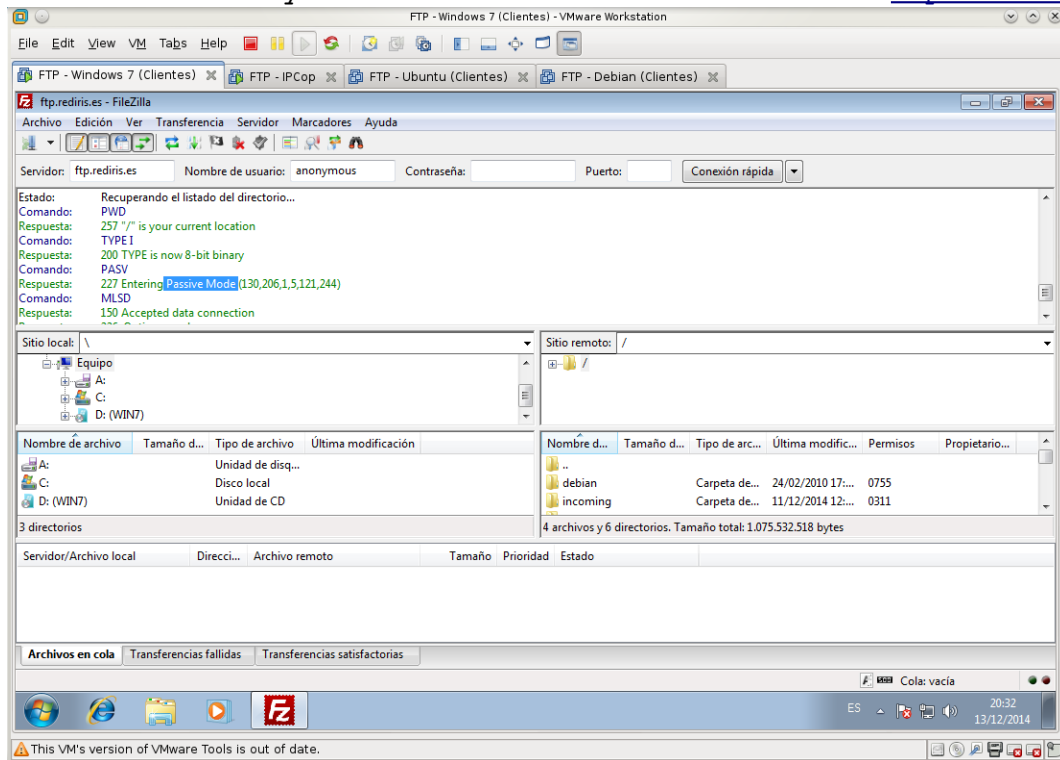 FTP - Windows 7 (Clientes) - VMware Workstation
File Edit View VM Tabs Help
FTP - Windows 7 (Clientes) FTP - IPCop FTP - Ubuntu (Clientes) FTP - Debian (Clientes)
ftp.rediris.es - FileZilla
Archivo Edición Ver Transferencia Servidor Marcadores Ayuda
Servidor: ftp.rediris.es Nombre de usuario: anonymous Contraseña: Puerto: Conexión rápida
Estado: Recuperando el listado del directorio...
Comando: PWD
Respuesta: 257 "/" is your current location
Comando: TYPE I
Respuesta: 200 TYPE is now 8-bit binary
Comando: PASV
Respuesta: 227 Entering Passive Mode (130,206,1,5,121,244)
Comando: MLSD
Respuesta: 150 Accepted data connection
Sitio local: \
Equipo
A:
C:
D: (WIN7)
Sitio remoto: /
/
Nombre de archivo Tamaño d... Tipo de archivo Última modificación
A: Unidad de disq...
C: Disco local
D: (WIN7) Unidad de CD
3 directorios
Nombre d... Tamaño d... Tipo de arc... Última modific... Permisos Propietario...
..
debian Carpeta de... 24/02/2010 17:... 0755
incoming Carpeta de... 11/12/2014 12:... 0311
4 archivos y 6 directorios. Tamaño total: 1.075.532.518 bytes
Servidor/Archivo local Direcci... Archivo remoto Tamaño Prioridad Estado
Archivos en cola Transferencias fallidas Transferencias satisfactorias
Cola: vacía
ES 20:32
13/12/2014
This VM's version of VMware Tools is out of date.